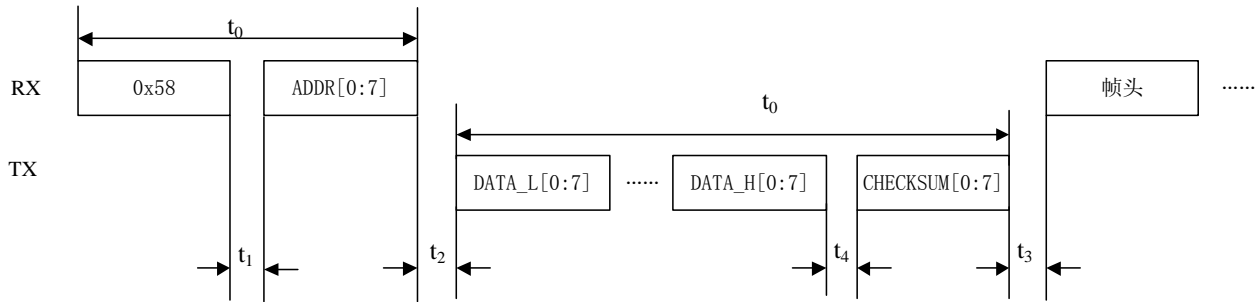 t0
RX 0x58 ADDR[0:7] 帧头 ······
t0
TX
DATA_L[0:7] ······ DATA_H[0:7] CHECKSUM[0:7]
t1 t2 t4 t3